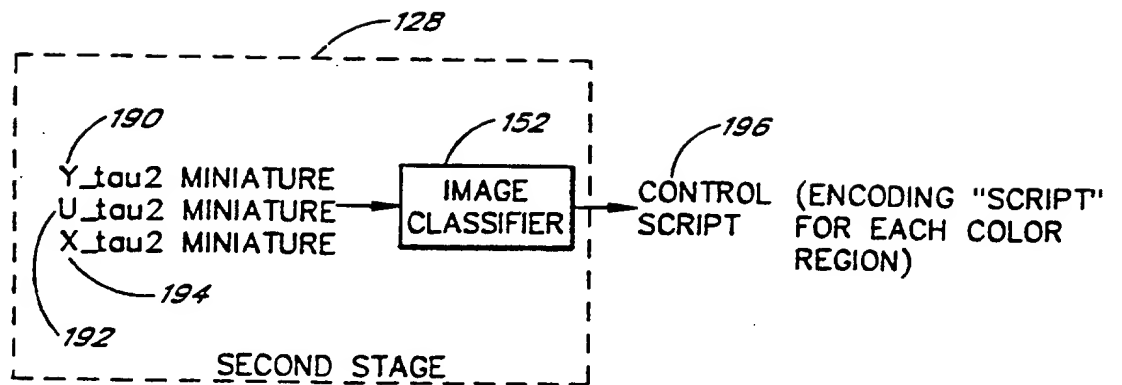 128
190
152
196
Y_tau2 MINIATURE
U_tau2 MINIATURE
X_tau2 MINIATURE
IMAGE
CLASSIFIER
CONTROL
SCRIPT
(ENCODING "SCRIPT"
FOR EACH COLOR
REGION)
194
192
SECOND STAGE